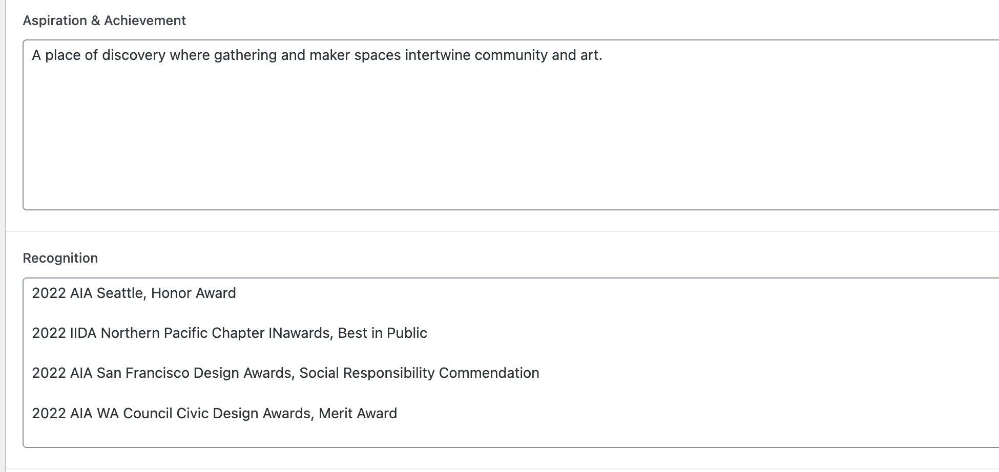 Aspiration & Achievement
A place of discovery where gathering and maker spaces intertwine community and art.
Recognition
2022 AIA Seattle, Honor Award
2022 IIDA Northern Pacific Chapter INawards, Best in Public
2022 AIA San Francisco Design Awards, Social Responsibility Commendation
2022 AIA WA Council Civic Design Awards, Merit Award